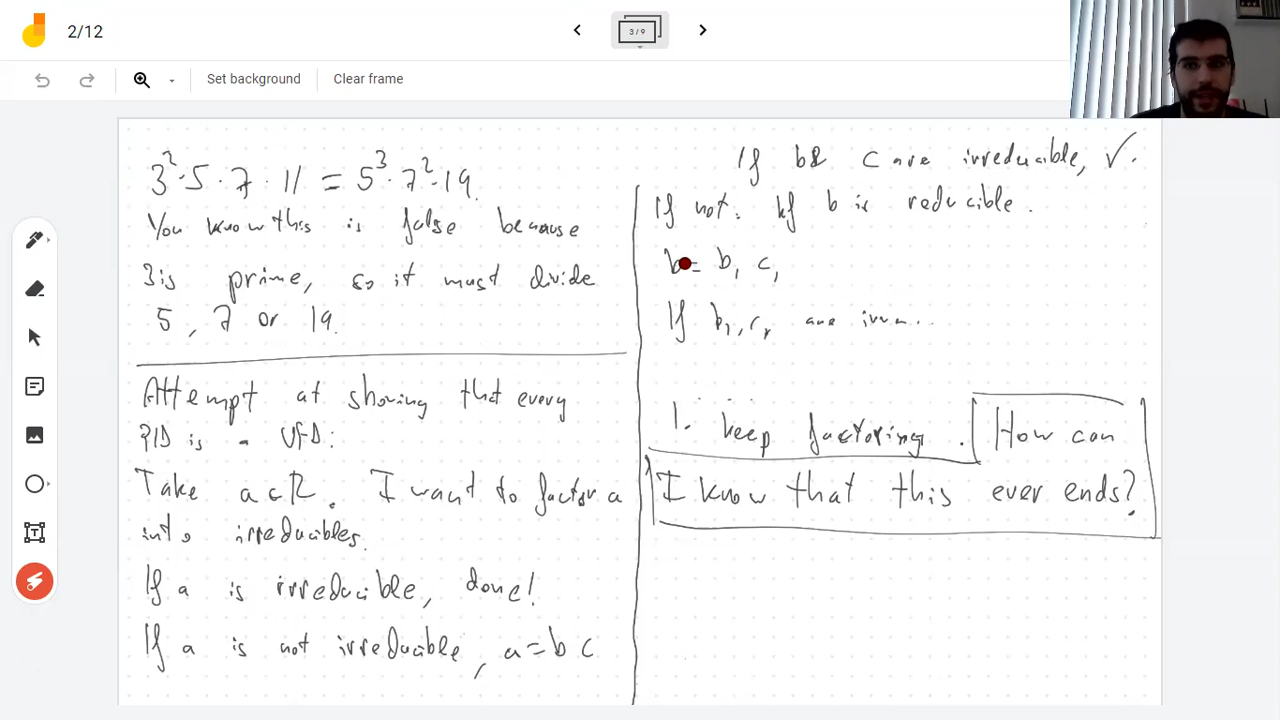 2/12
3/9
Set background
Clear frame
3²·5·7·11 = 5³·7²·19.
You know this is false because
3 is prime, so it must divide
5, 7 or 19.
Attempt at showing that every
PID is a UFD:
Take a∈R. I want to factor a
into irreducibles.
If a is irreducible, done!
If a is not irreducible, a=b c
If b& c are irreducible, ✓.
If not: If b is reducible.
b= b₁ c₁
If b₁, c₁, are irre...
1. keep factoring. How can
I know that this ever ends?